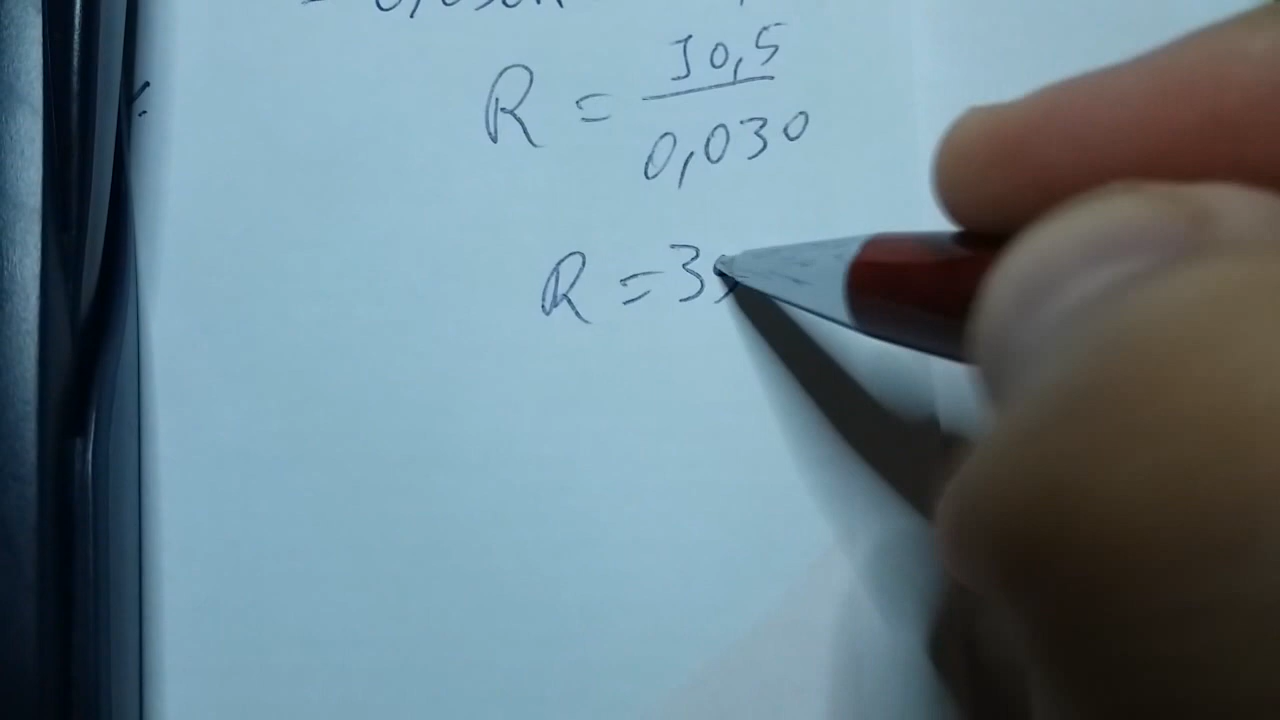 R = 10,5 / 0,030
R = 3